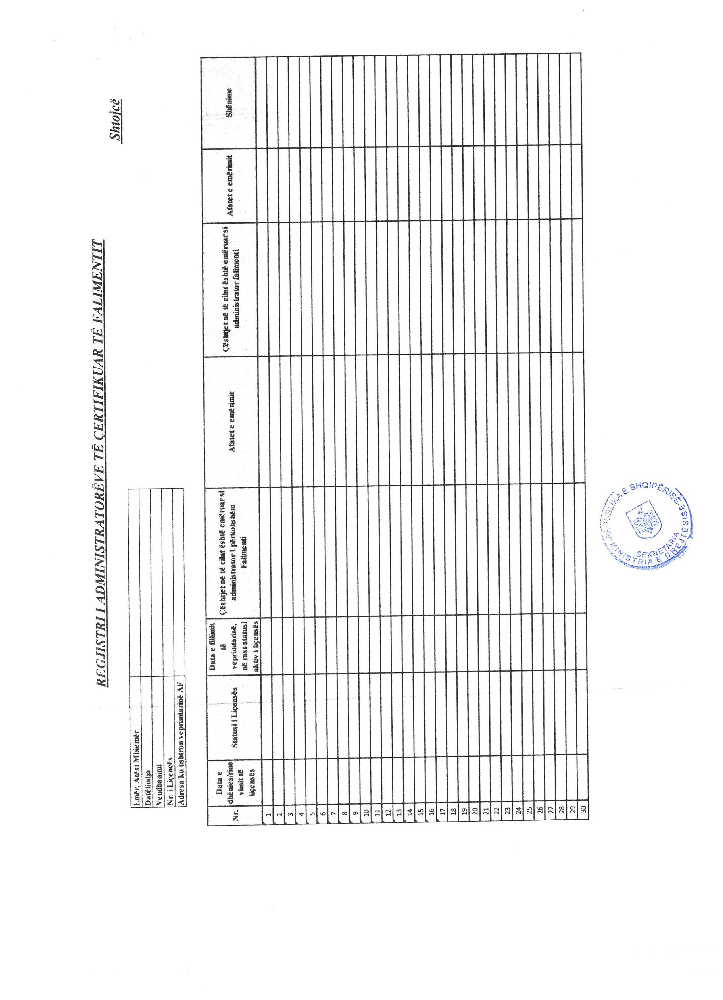 REGJISTRI I ADMINISTRATORËVE TË ÇERTIFIKUAR TË FALIMENTIT
Shtojcë
Emër, Atësi Mbiemër
Datëlindja
Vendbanimi
Nr. i Liçencës
Adresa ku ushtron veprimtarinë AF
Nr.
Data e
dhënies/rino
vimit të
liçensës
Statusi i Liçensës
Data e fillimit
të
veprimtarisë,
në rast statusi
aktiv i liçensës
Çështjet në të cilat është emëruar si
administrator I përkohshëm
Falimenti
Afatet e emërimit
Çështjet në të cilat është emëruar si
administrator falimenti
Afatet e emërimit
Shënime
1
2
3
4
5
6
7
8
9
10
11
12
13
14
15
16
17
18
19
20
21
22
23
24
25
26
27
28
29
30
REPUBLIKA E SHQIPËRISË
MINISTRIA E DREJTËSISË
SEKRETARIA